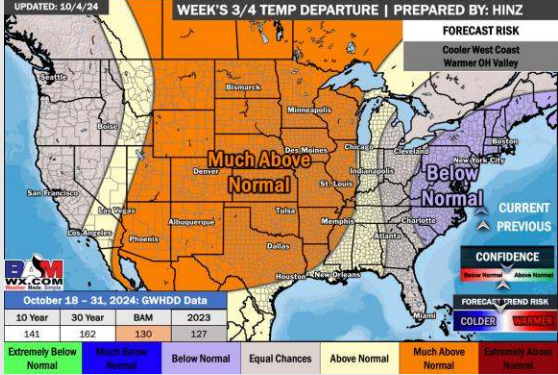 UPDATED: 10/4/24
WEEK'S 3/4 TEMP DEPARTURE | PREPARED BY: HINZ
FORECAST RISK
Cooler West Coast
Warmer OH Valley
Seattle
Boise
Bismarck
Minneapolis
Des Moines
Chicago
Cleveland
Boston
New York City
Much Above
Normal
Denver
Indianapolis
St. Louis
Below
Normal
San Francisco
Las Vegas
Los Angeles
Phoenix
Albuquerque
Tulsa
Memphis
Charlotte
Atlanta
Dallas
Houston
New Orleans
Miami
CURRENT
PREVIOUS
CONFIDENCE
Below Normal
Above Normal
FORECAST TREND RISK
COLDER
WARMER
BAM
WX.COM
Weather Made Simple
October 18 - 31, 2024: GWHDD Data
10 Year 30 Year BAM 2023
141 162 130 127
Extremely Below Normal
Much Below Normal
Below Normal
Equal Chances
Above Normal
Much Above Normal
Extremely Above Normal